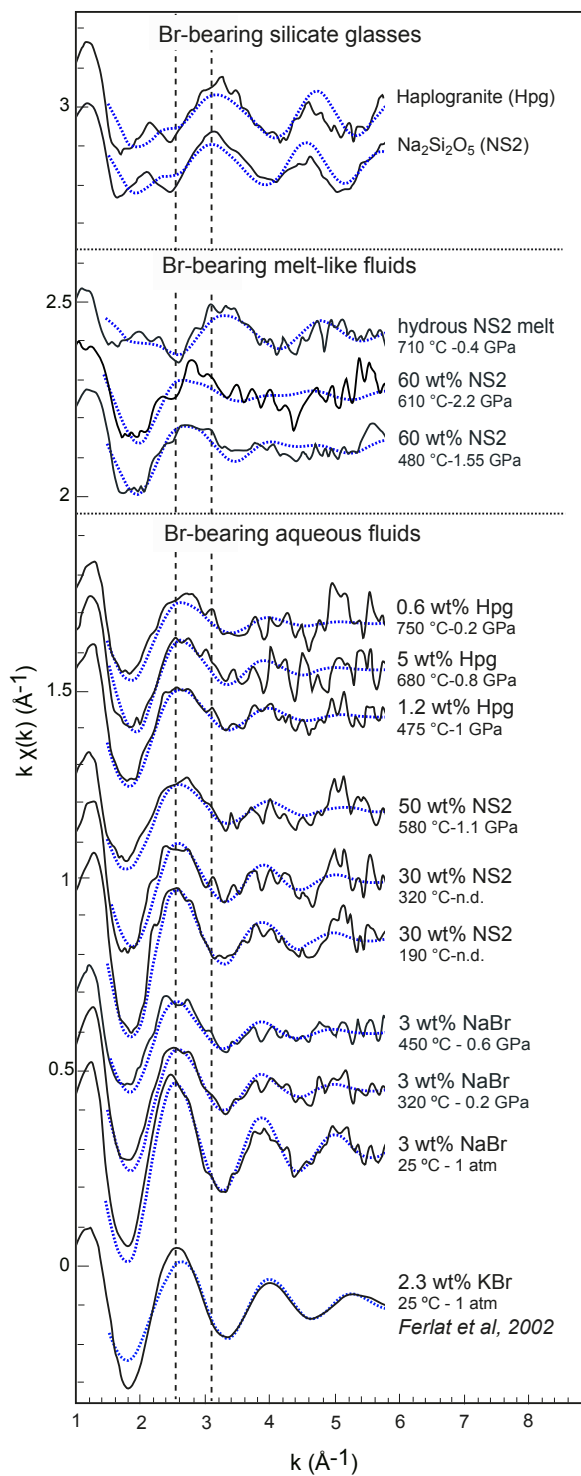 Br-bearing silicate glasses
Haplogranite (Hpg)
3
Na₂Si₂O₅ (NS2)
Br-bearing melt-like fluids
2.5
hydrous NS2 melt
710 °C -0.4 GPa
60 wt% NS2
610 °C-2.2 GPa
60 wt% NS2
480 °C-1.55 GPa
2
Br-bearing aqueous fluids
0.6 wt% Hpg
750 °C-0.2 GPa
5 wt% Hpg
680 °C-0.8 GPa
1.5
1.2 wt% Hpg
475 °C-1 GPa
k χ(k) (Å⁻¹)
50 wt% NS2
580 °C-1.1 GPa
1
30 wt% NS2
320 °C-n.d.
30 wt% NS2
190 °C-n.d.
3 wt% NaBr
450 ºC - 0.6 GPa
0.5
3 wt% NaBr
320 ºC - 0.2 GPa
3 wt% NaBr
25 ºC - 1 atm
0
2.3 wt% KBr
25 ºC - 1 atm
Ferlat et al, 2002
1 2 3 4 5 6 7 8
k (Å⁻¹)